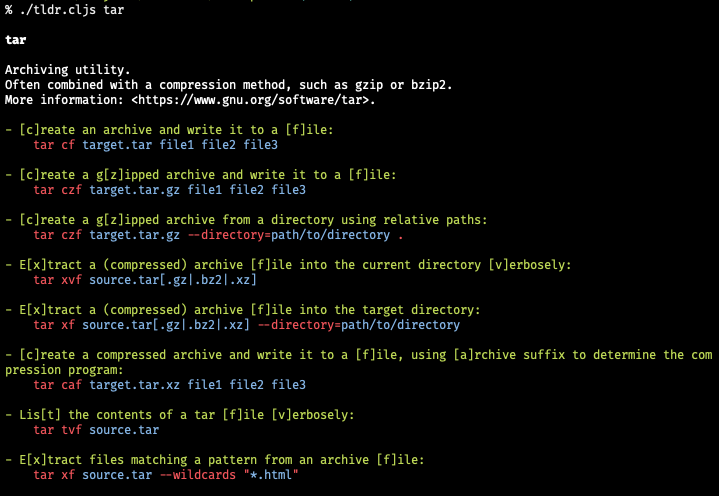 % ./tldr.cljs tar
tar
Archiving utility.
Often combined with a compression method, such as gzip or bzip2.
More information: <https://www.gnu.org/software/tar>.
- [c]reate an archive and write it to a [f]ile:
tar cf target.tar file1 file2 file3
- [c]reate a g[z]ipped archive and write it to a [f]ile:
tar czf target.tar.gz file1 file2 file3
- [c]reate a g[z]ipped archive from a directory using relative paths:
tar czf target.tar.gz --directory=path/to/directory .
- E[x]tract a (compressed) archive [f]ile into the current directory [v]erbosely:
tar xvf source.tar[.gz|.bz2|.xz]
- E[x]tract a (compressed) archive [f]ile into the target directory:
tar xf source.tar[.gz|.bz2|.xz] --directory=path/to/directory
- [c]reate a compressed archive and write it to a [f]ile, using [a]rchive suffix to determine the com
pression program:
tar caf target.tar.xz file1 file2 file3
- Lis[t] the contents of a tar [f]ile [v]erbosely:
tar tvf source.tar
- E[x]tract files matching a pattern from an archive [f]ile:
tar xf source.tar --wildcards "*.html"